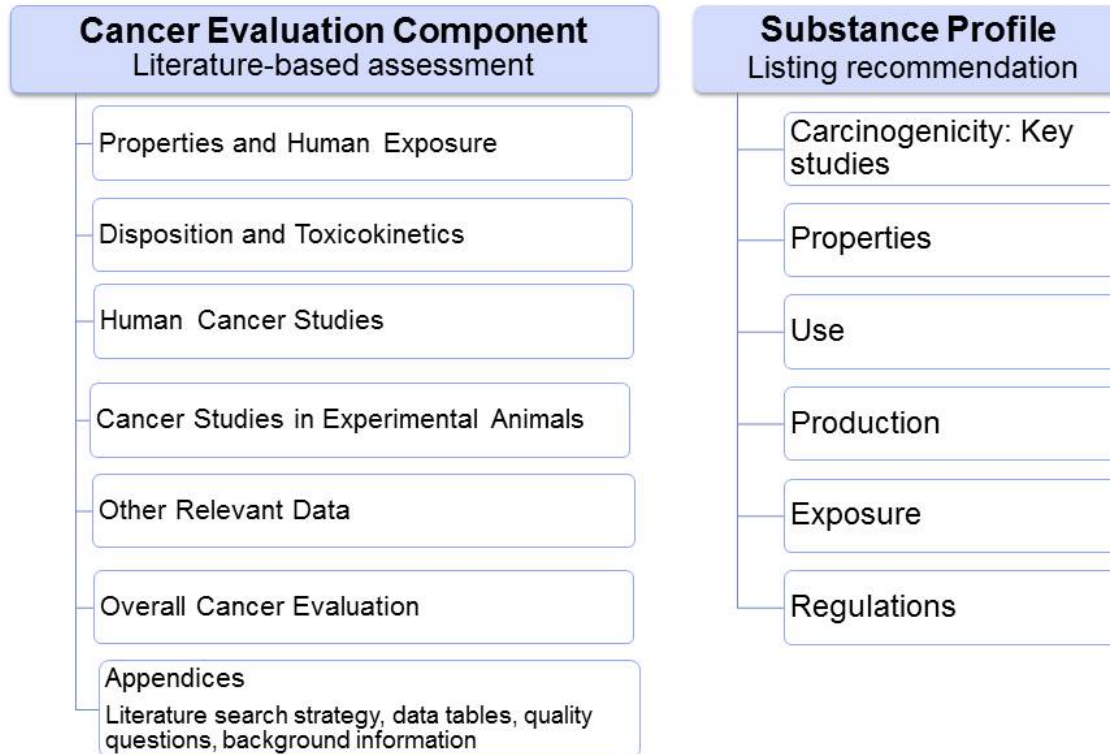 Cancer Evaluation Component
Literature-based assessment
Properties and Human Exposure
Disposition and Toxicokinetics
Human Cancer Studies
Cancer Studies in Experimental Animals
Other Relevant Data
Overall Cancer Evaluation
Appendices
Literature search strategy, data tables, quality
questions, background information
Substance Profile
Listing recommendation
Carcinogenicity: Key
studies
Properties
Use
Production
Exposure
Regulations